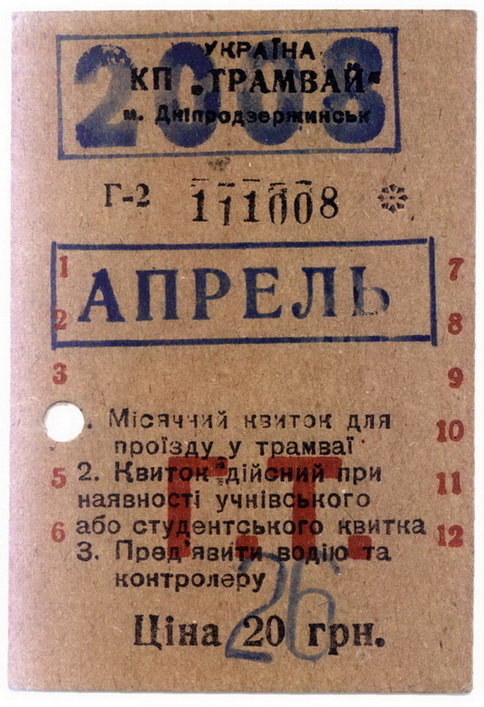 2008
УКРАЇНА
КП „ТРАМВАЙ“
м. Дніпродзержинськ
Г-2 111008
АПРЕЛЬ
1 7
2 8
3 9
10
5 11
6 12
1. Місячний квиток для
проїзду у трамваї
2. Квиток дійсний при
наявності учнівського
або студентського квитка
3. Пред'явити водію та
контролеру
Г.Т.
26
Ціна 20 грн.